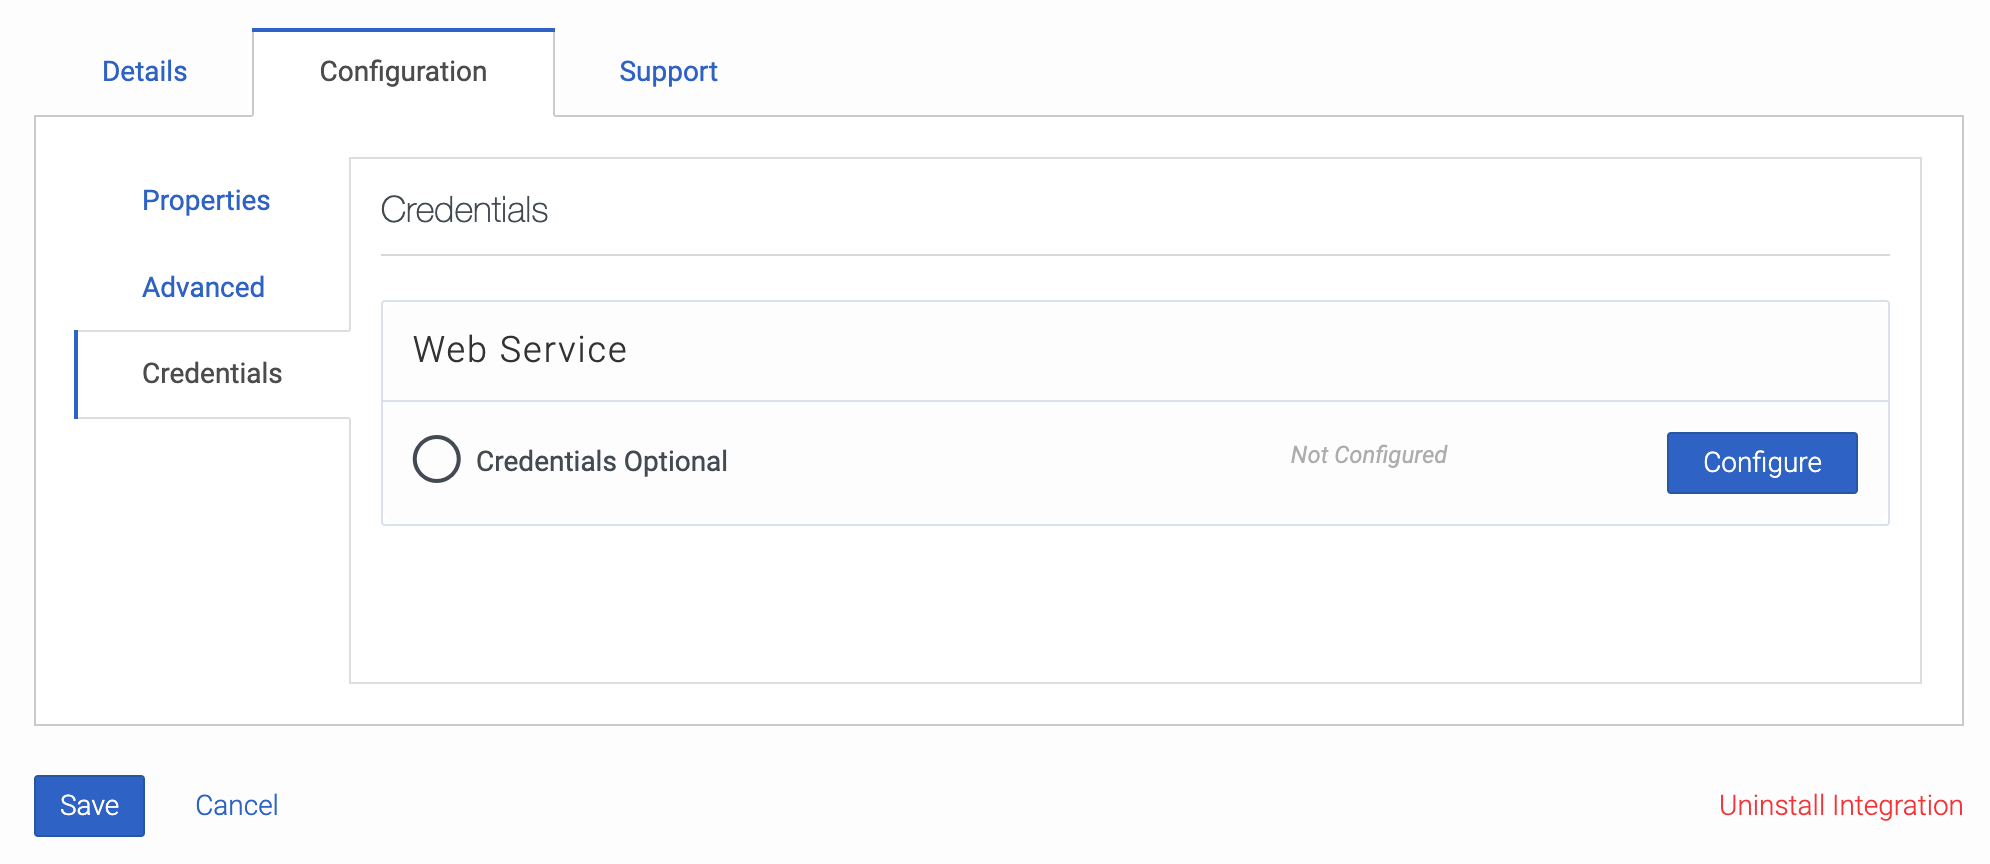 Details
Configuration
Support
Properties
Advanced
Credentials
Credentials
Web Service
Credentials Optional
Not Configured
Configure
Save
Cancel
Uninstall Integration